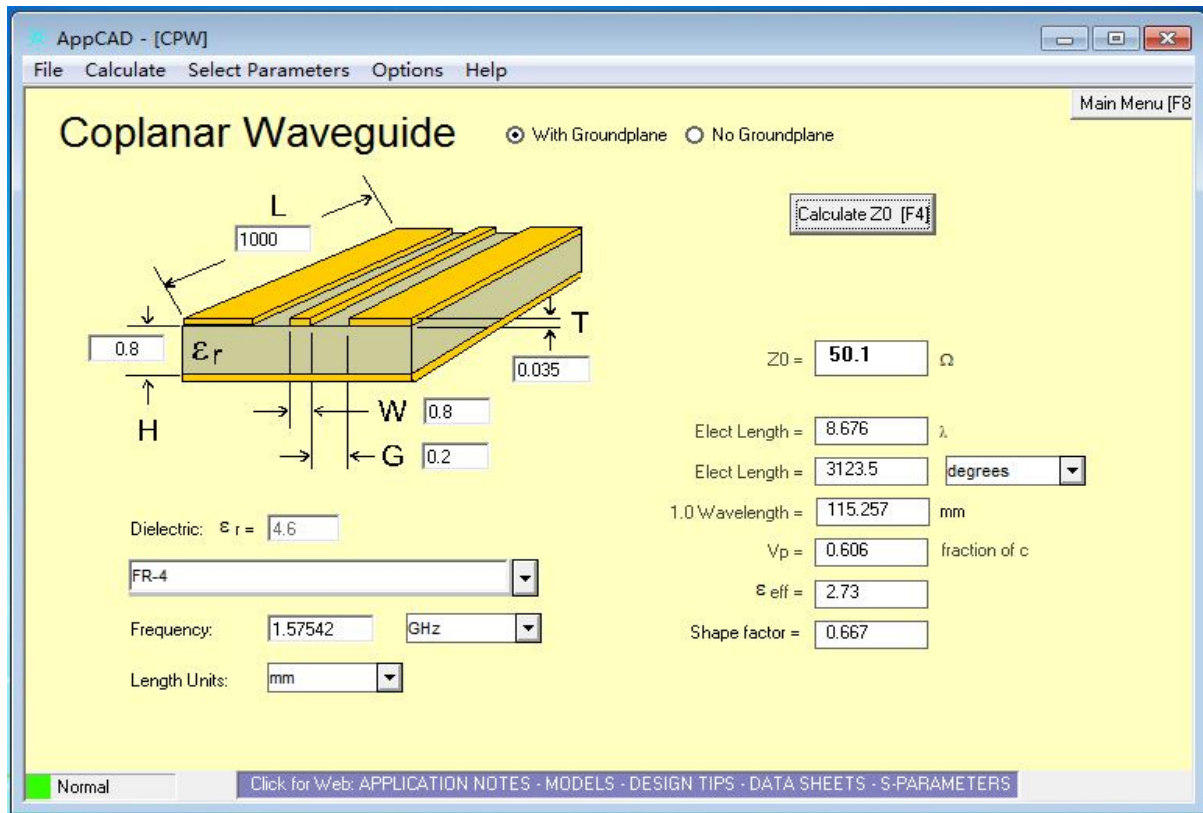 AppCAD - [CPW]
File Calculate Select Parameters Options Help
Main Menu [F8
Coplanar Waveguide
With Groundplane No Groundplane
L
1000
Calculate Z0 [F4]
T
0.8
εr
0.035
Z0 = 50.1 Ω
H
W 0.8
G 0.2
Elect Length = 8.676 λ
Elect Length = 3123.5 degrees
1.0 Wavelength = 115.257 mm
Vp = 0.606 fraction of c
ε eff = 2.73
Shape factor = 0.667
Dielectric: ε r = 4.6
FR-4
Frequency: 1.57542 GHz
Length Units: mm
Normal
Click for Web: APPLICATION NOTES - MODELS - DESIGN TIPS - DATA SHEETS - S-PARAMETERS